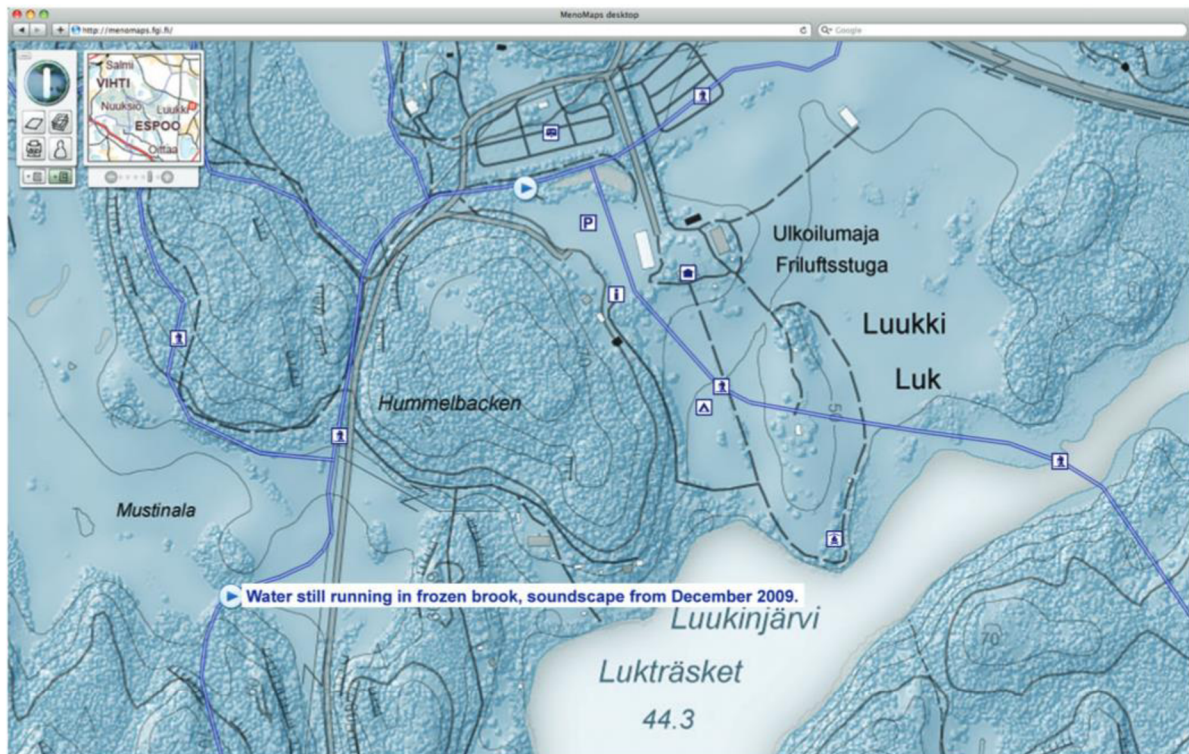 MenoMaps desktop
http://menomaps.fgi.fi/
Google
Salmi
VIHTI
Nuuksio
Luukki
ESPOO
Oittaa
P
i
Ulkoilumaja
Friluftsstuga
Luukki
Luk
Hummelbacken
50
Mustinala
Water still running in frozen brook, soundscape from December 2009.
Luukinjärvi
Lukträsket
44.3
70